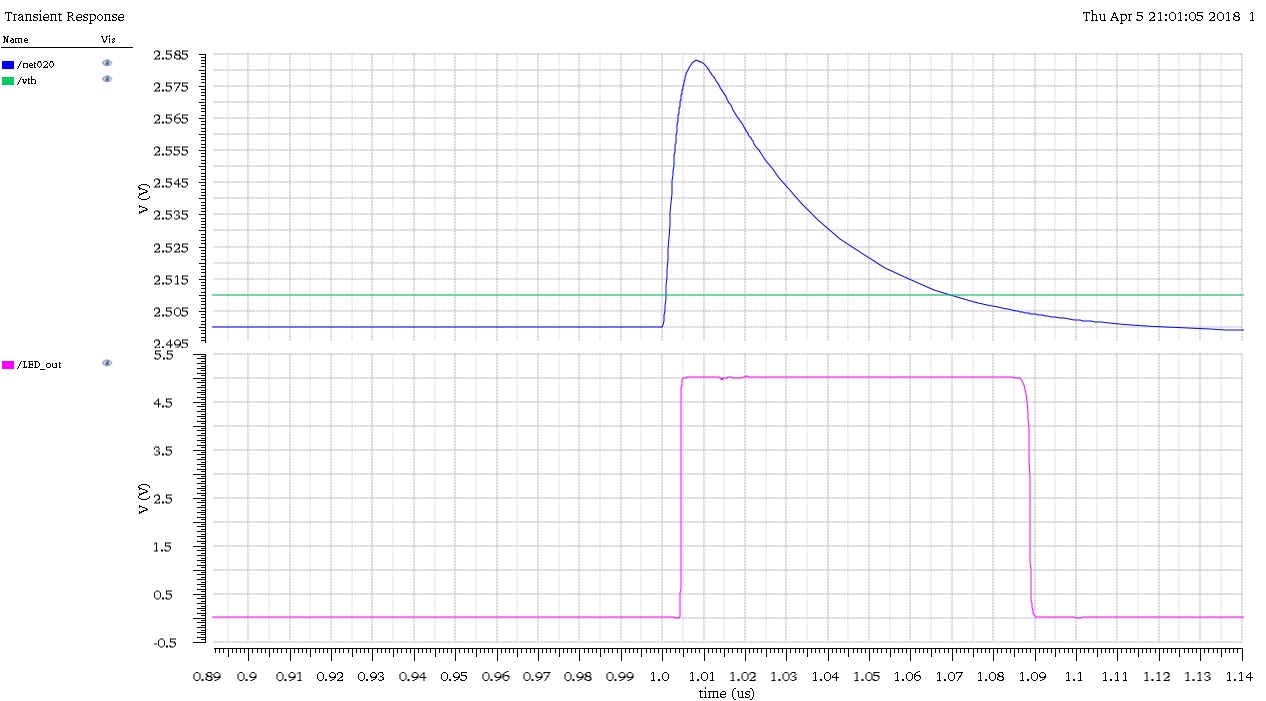 Transient Response
Thu Apr 5 21:01:05 2018 1
Name Vis
/net020
/vth
2.585
2.575
2.565
2.555
2.545
2.535
2.525
2.515
2.505
2.495
V (V)
/LED_out
5.5
4.5
3.5
2.5
1.5
0.5
-0.5
V (V)
0.89 0.9 0.91 0.92 0.93 0.94 0.95 0.96 0.97 0.98 0.99 1.0 1.01 1.02 1.03 1.04 1.05 1.06 1.07 1.08 1.09 1.1 1.11 1.12 1.13 1.14
time (us)